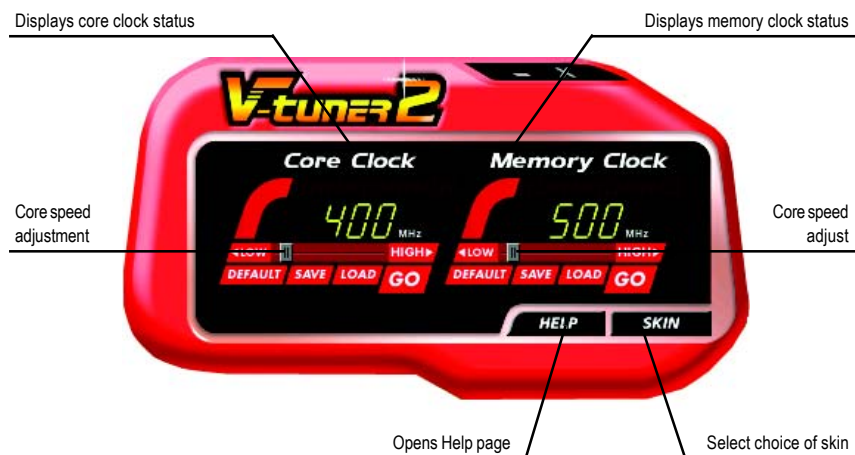 Displays core clock status
Displays memory clock status
V-tuner 2
Core Clock
Memory Clock
Core speed
adjustment
400 MHz
500 MHz
Core speed
adjust
◄LOW HIGH►
◄LOW HIGH►
DEFAULT SAVE LOAD GO
DEFAULT SAVE LOAD GO
HELP SKIN
Opens Help page
Select choice of skin